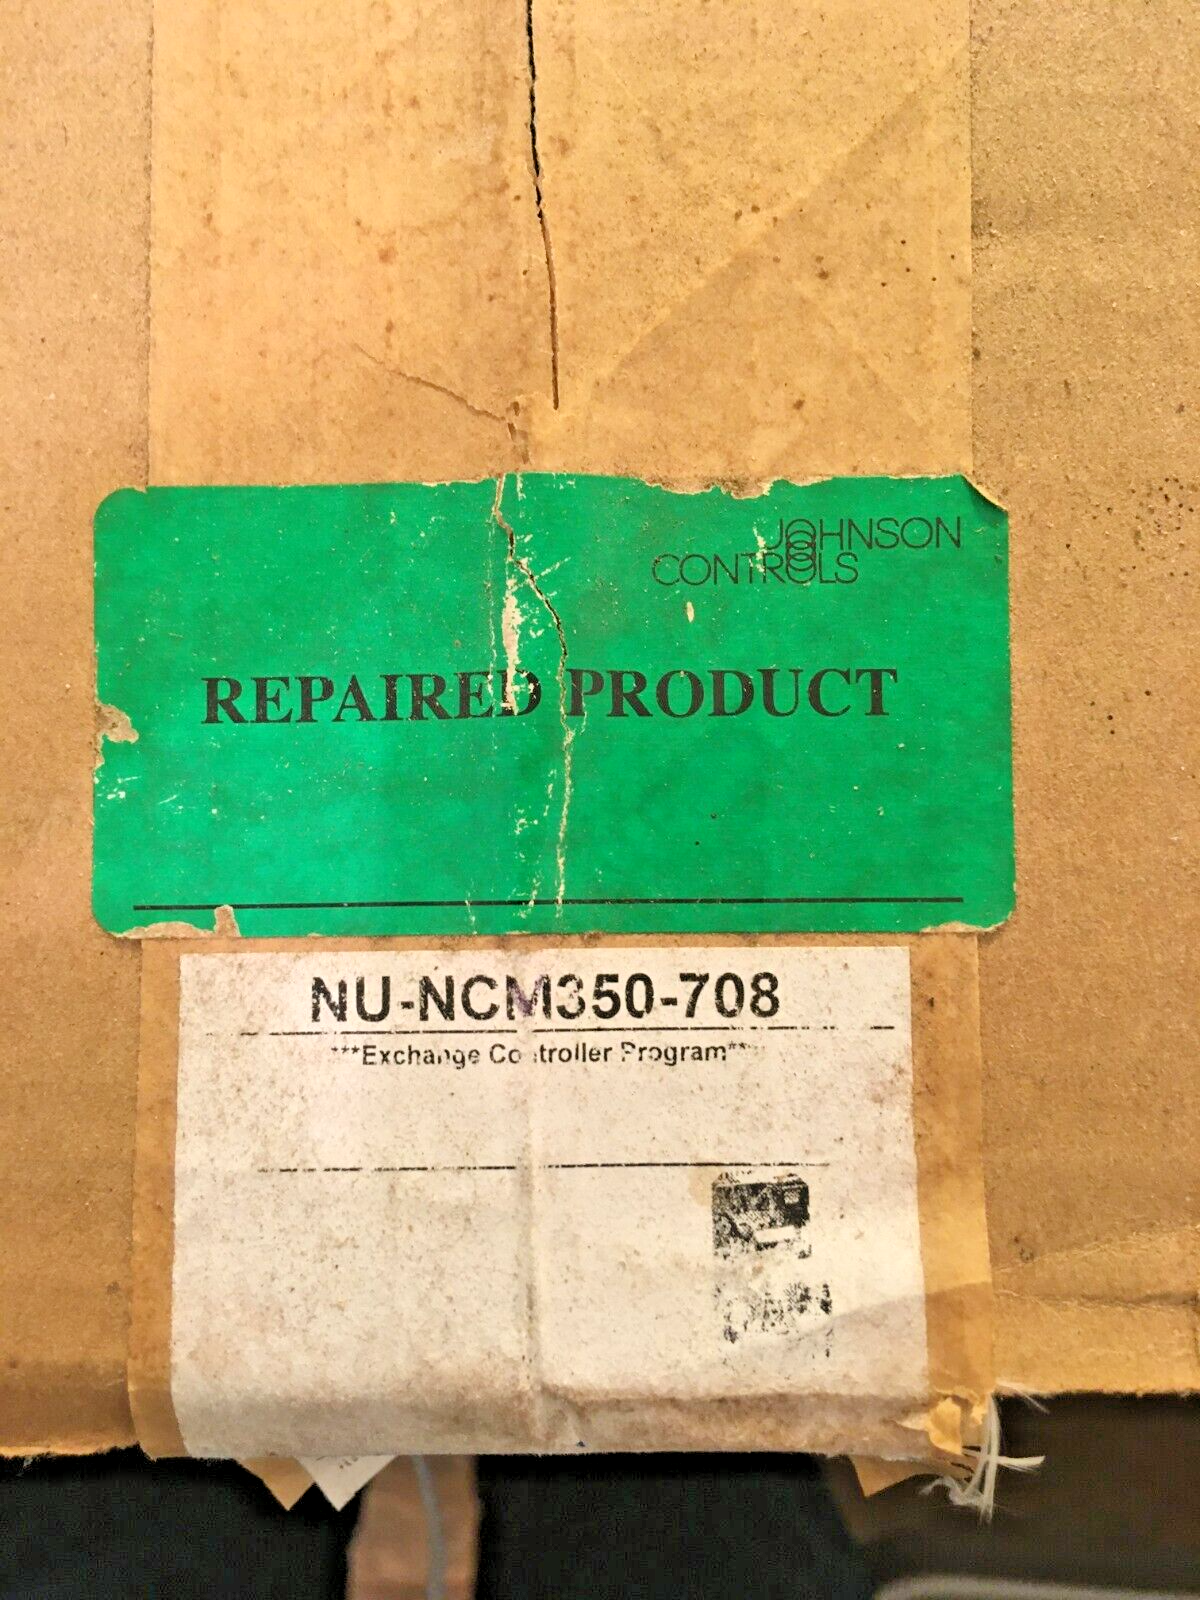 JOHNSON
CONTROLS
REPAIRED PRODUCT
NU-NCM350-708
***Exchange Controller Program**